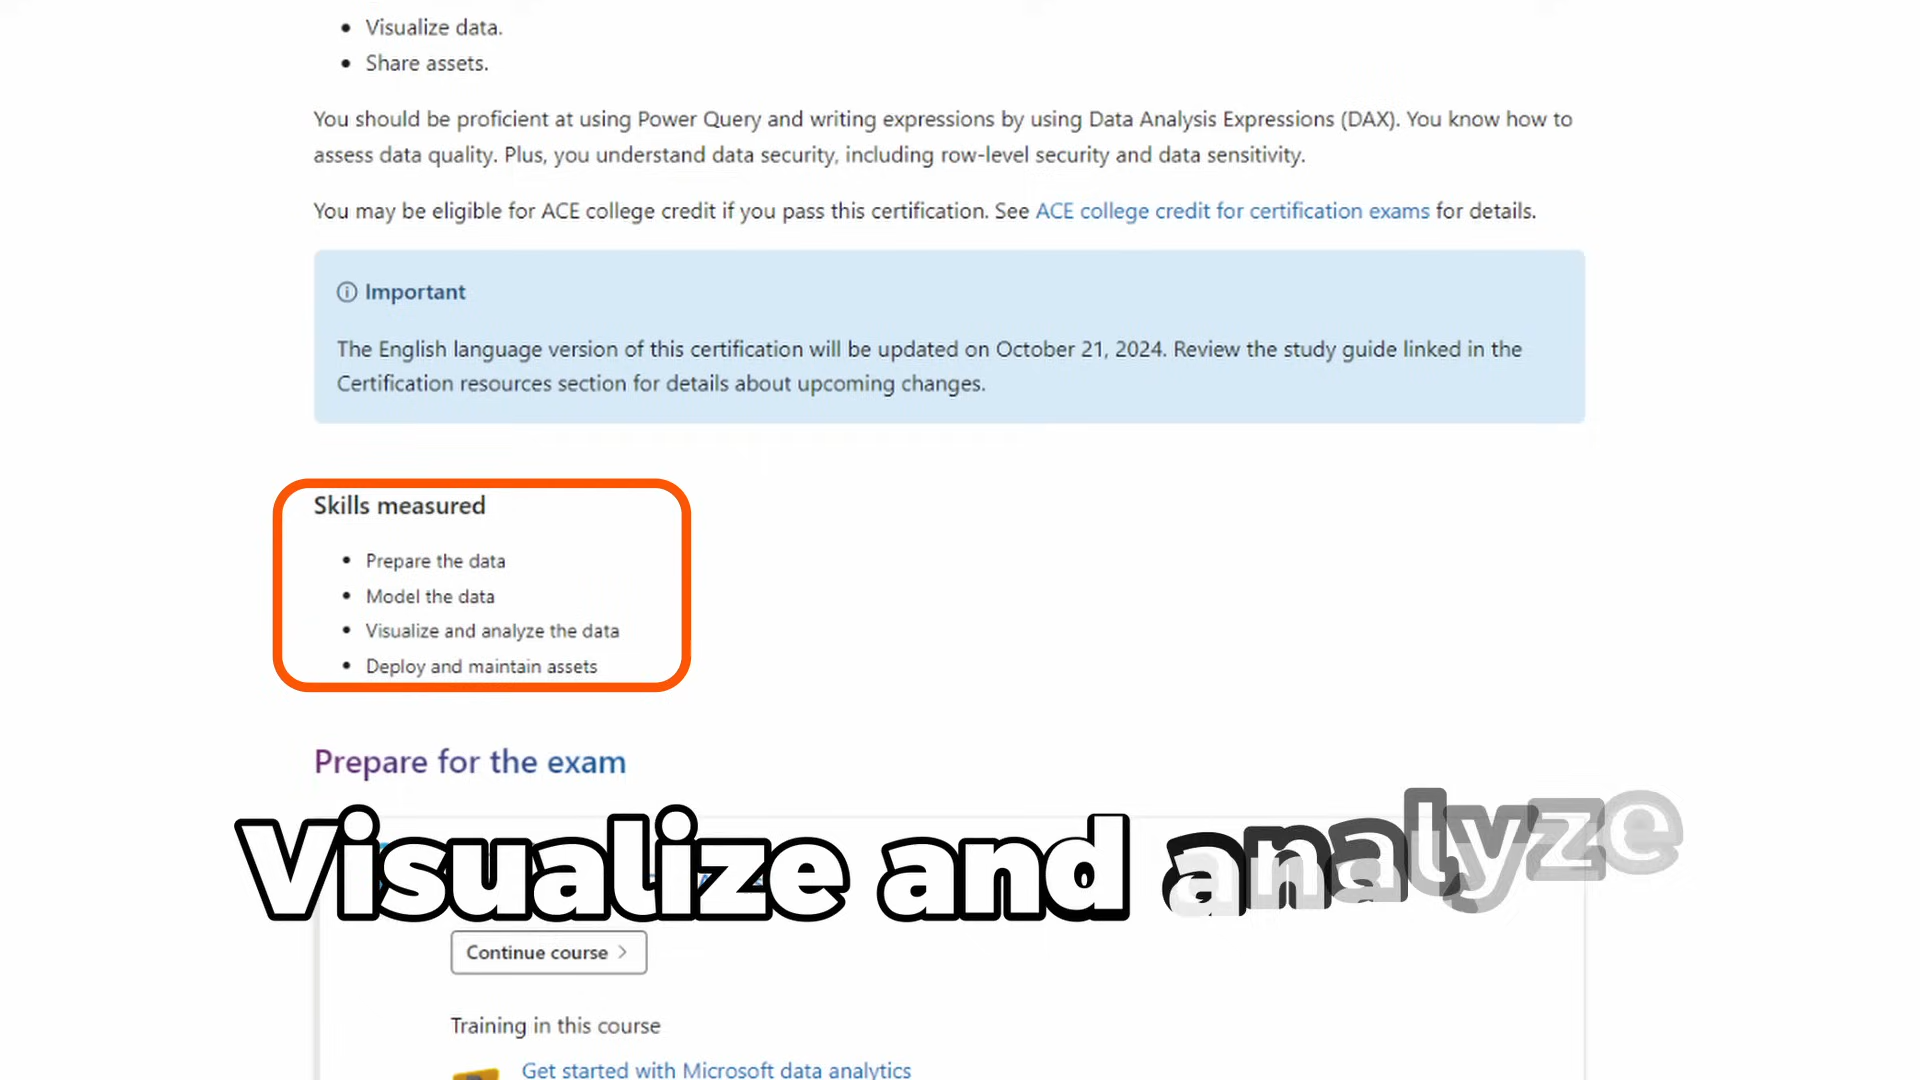 Visualize data.
Share assets.
You should be proficient at using Power Query and writing expressions by using Data Analysis Expressions (DAX). You know how to
assess data quality. Plus, you understand data security, including row-level security and data sensitivity.
You may be eligible for ACE college credit if you pass this certification. See ACE college credit for certification exams for details.
Important
The English language version of this certification will be updated on October 21, 2024. Review the study guide linked in the
Certification resources section for details about upcoming changes.
Skills measured
Prepare the data
Model the data
Visualize and analyze the data
Deploy and maintain assets
Prepare for the exam
Visualize and analyze
Continue course
Training in this course
Get started with Microsoft data analytics